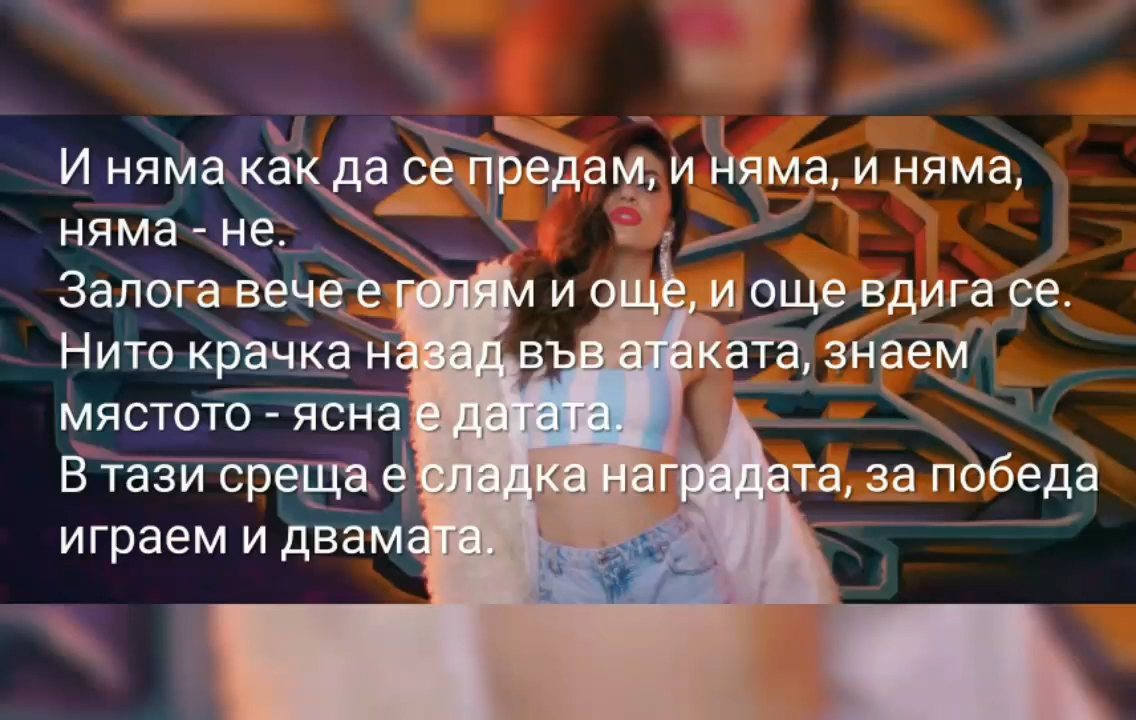 И няма как да се предам, и няма, и няма,
няма - не.
Залога вече е голям и още, и още вдига се.
Нито крачка назад във атаката, знаем
мястото - ясна е датата.
В тази среща е сладка наградата, за победа
играем и двамата.